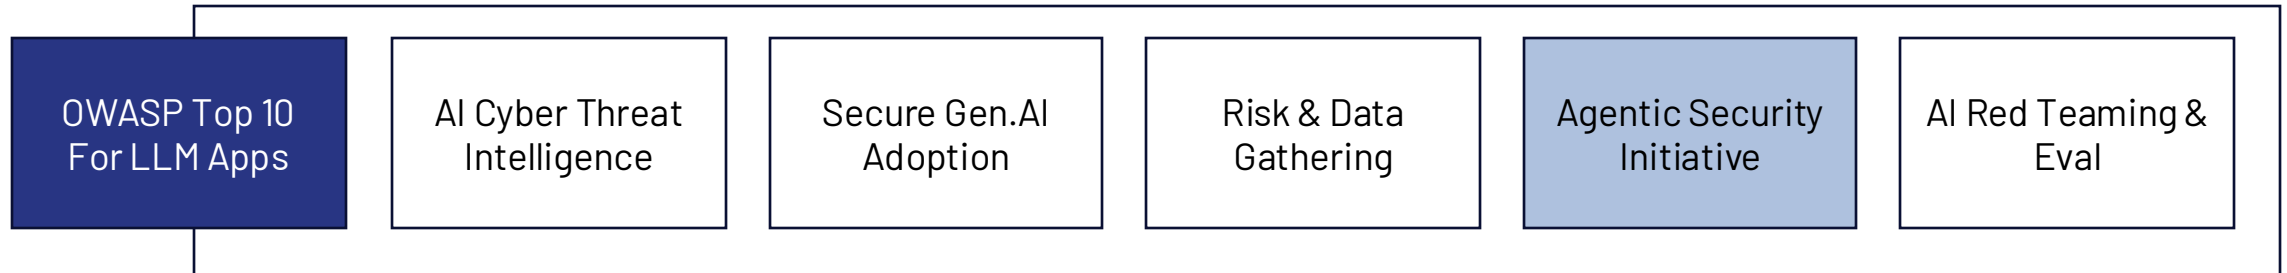 OWASP Top 10
For LLM Apps
AI Cyber Threat
Intelligence
Secure Gen.AI
Adoption
Risk & Data
Gathering
Agentic Security
Initiative
AI Red Teaming &
Eval